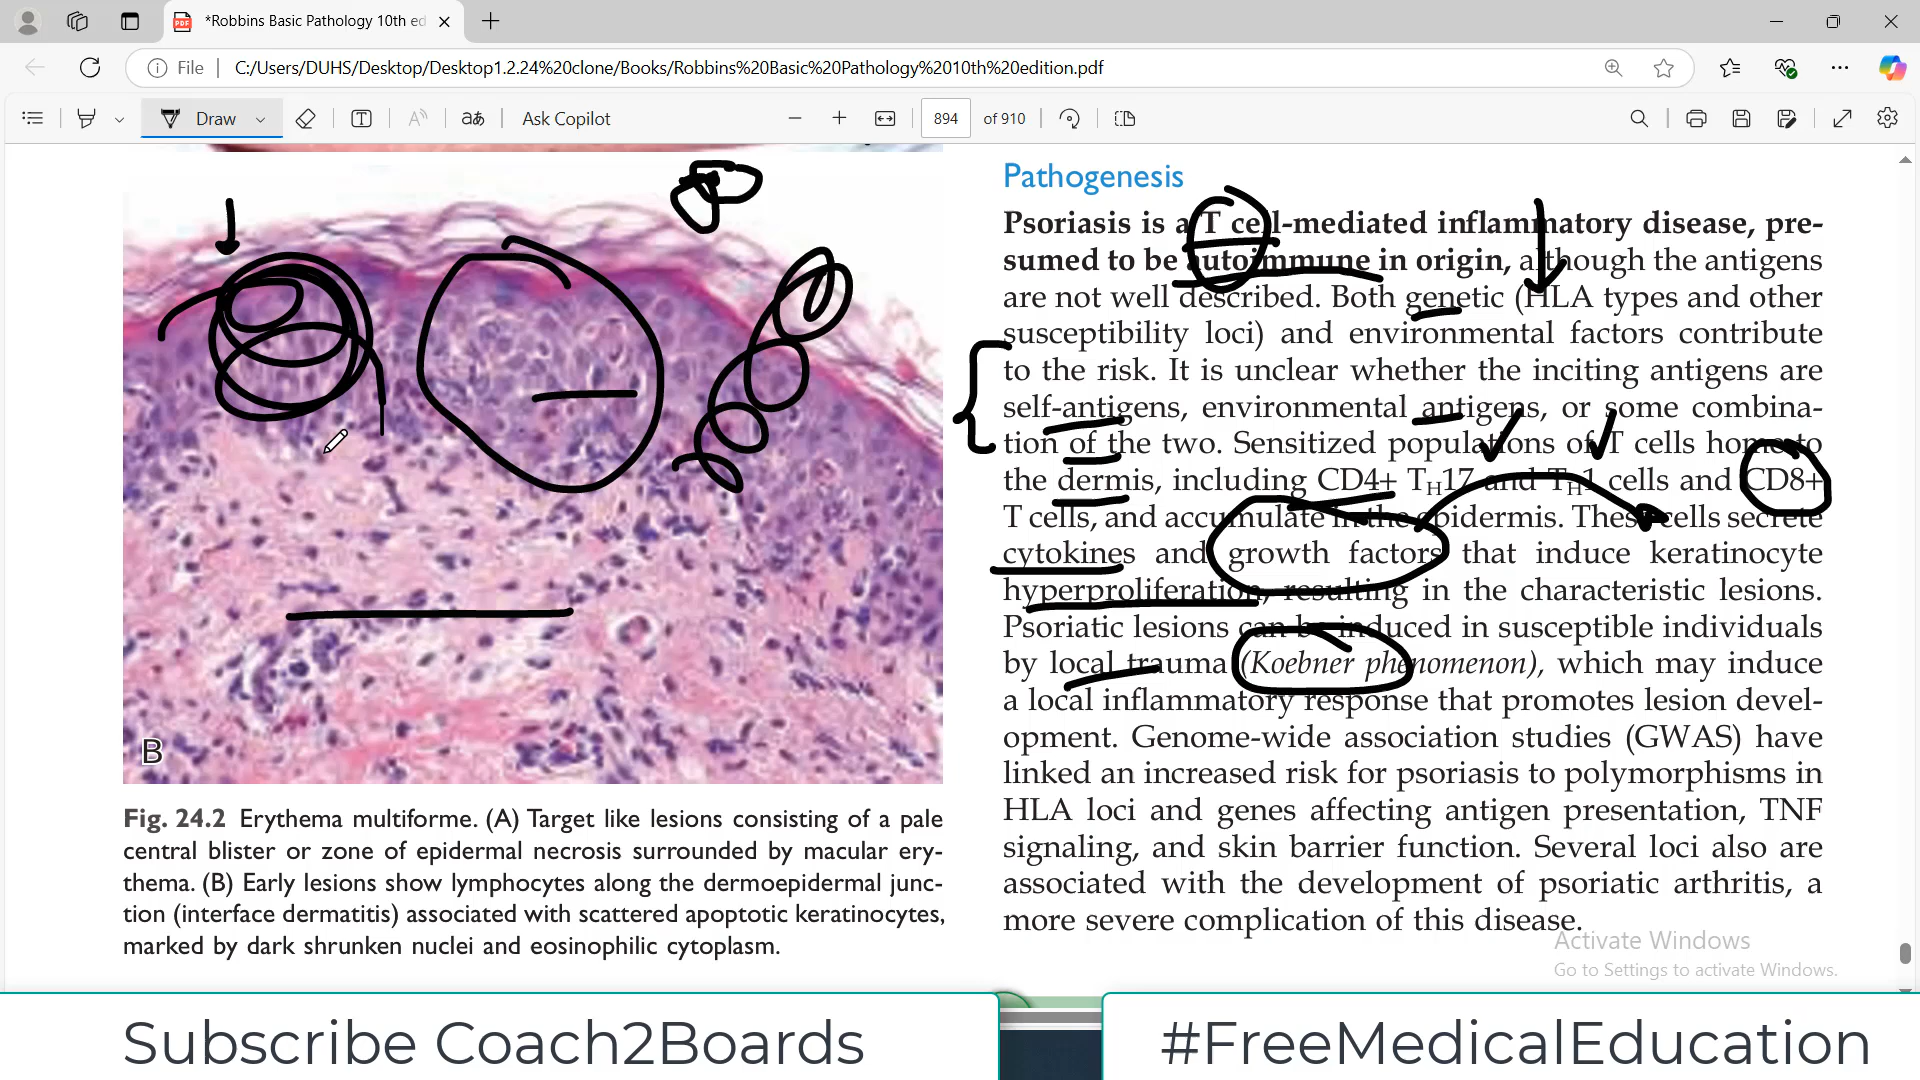 *Robbins Basic Pathology 10th ed
File
C:/Users/DUHS/Desktop/Desktop1.2.24%20clone/Books/Robbins%20Basic%20Pathology%2010th%20edition.pdf
Draw
aあ
Ask Copilot
894 of 910
B
Fig. 24.2 Erythema multiforme. (A) Target like lesions consisting of a pale
central blister or zone of epidermal necrosis surrounded by macular ery-
thema. (B) Early lesions show lymphocytes along the dermoepidermal junc-
tion (interface dermatitis) associated with scattered apoptotic keratinocytes,
marked by dark shrunken nuclei and eosinophilic cytoplasm.
Pathogenesis
Psoriasis is a T cell-mediated inflammatory disease, pre-
sumed to be autoimmune in origin, although the antigens
are not well described. Both genetic (HLA types and other
susceptibility loci) and environmental factors contribute
to the risk. It is unclear whether the inciting antigens are
self-antigens, environmental antigens, or some combina-
tion of the two. Sensitized populations of T cells home to
the dermis, including CD4+ TH17 and TH1 cells and CD8+
T cells, and accumulate in the epidermis. These cells secrete
cytokines and growth factors that induce keratinocyte
hyperproliferation, resulting in the characteristic lesions.
Psoriatic lesions can be induced in susceptible individuals
by local trauma (Koebner phenomenon), which may induce
a local inflammatory response that promotes lesion devel-
opment. Genome-wide association studies (GWAS) have
linked an increased risk for psoriasis to polymorphisms in
HLA loci and genes affecting antigen presentation, TNF
signaling, and skin barrier function. Several loci also are
associated with the development of psoriatic arthritis, a
more severe complication of this disease.
Activate Windows
Go to Settings to activate Windows.
Subscribe Coach2Boards
#FreeMedicalEducation